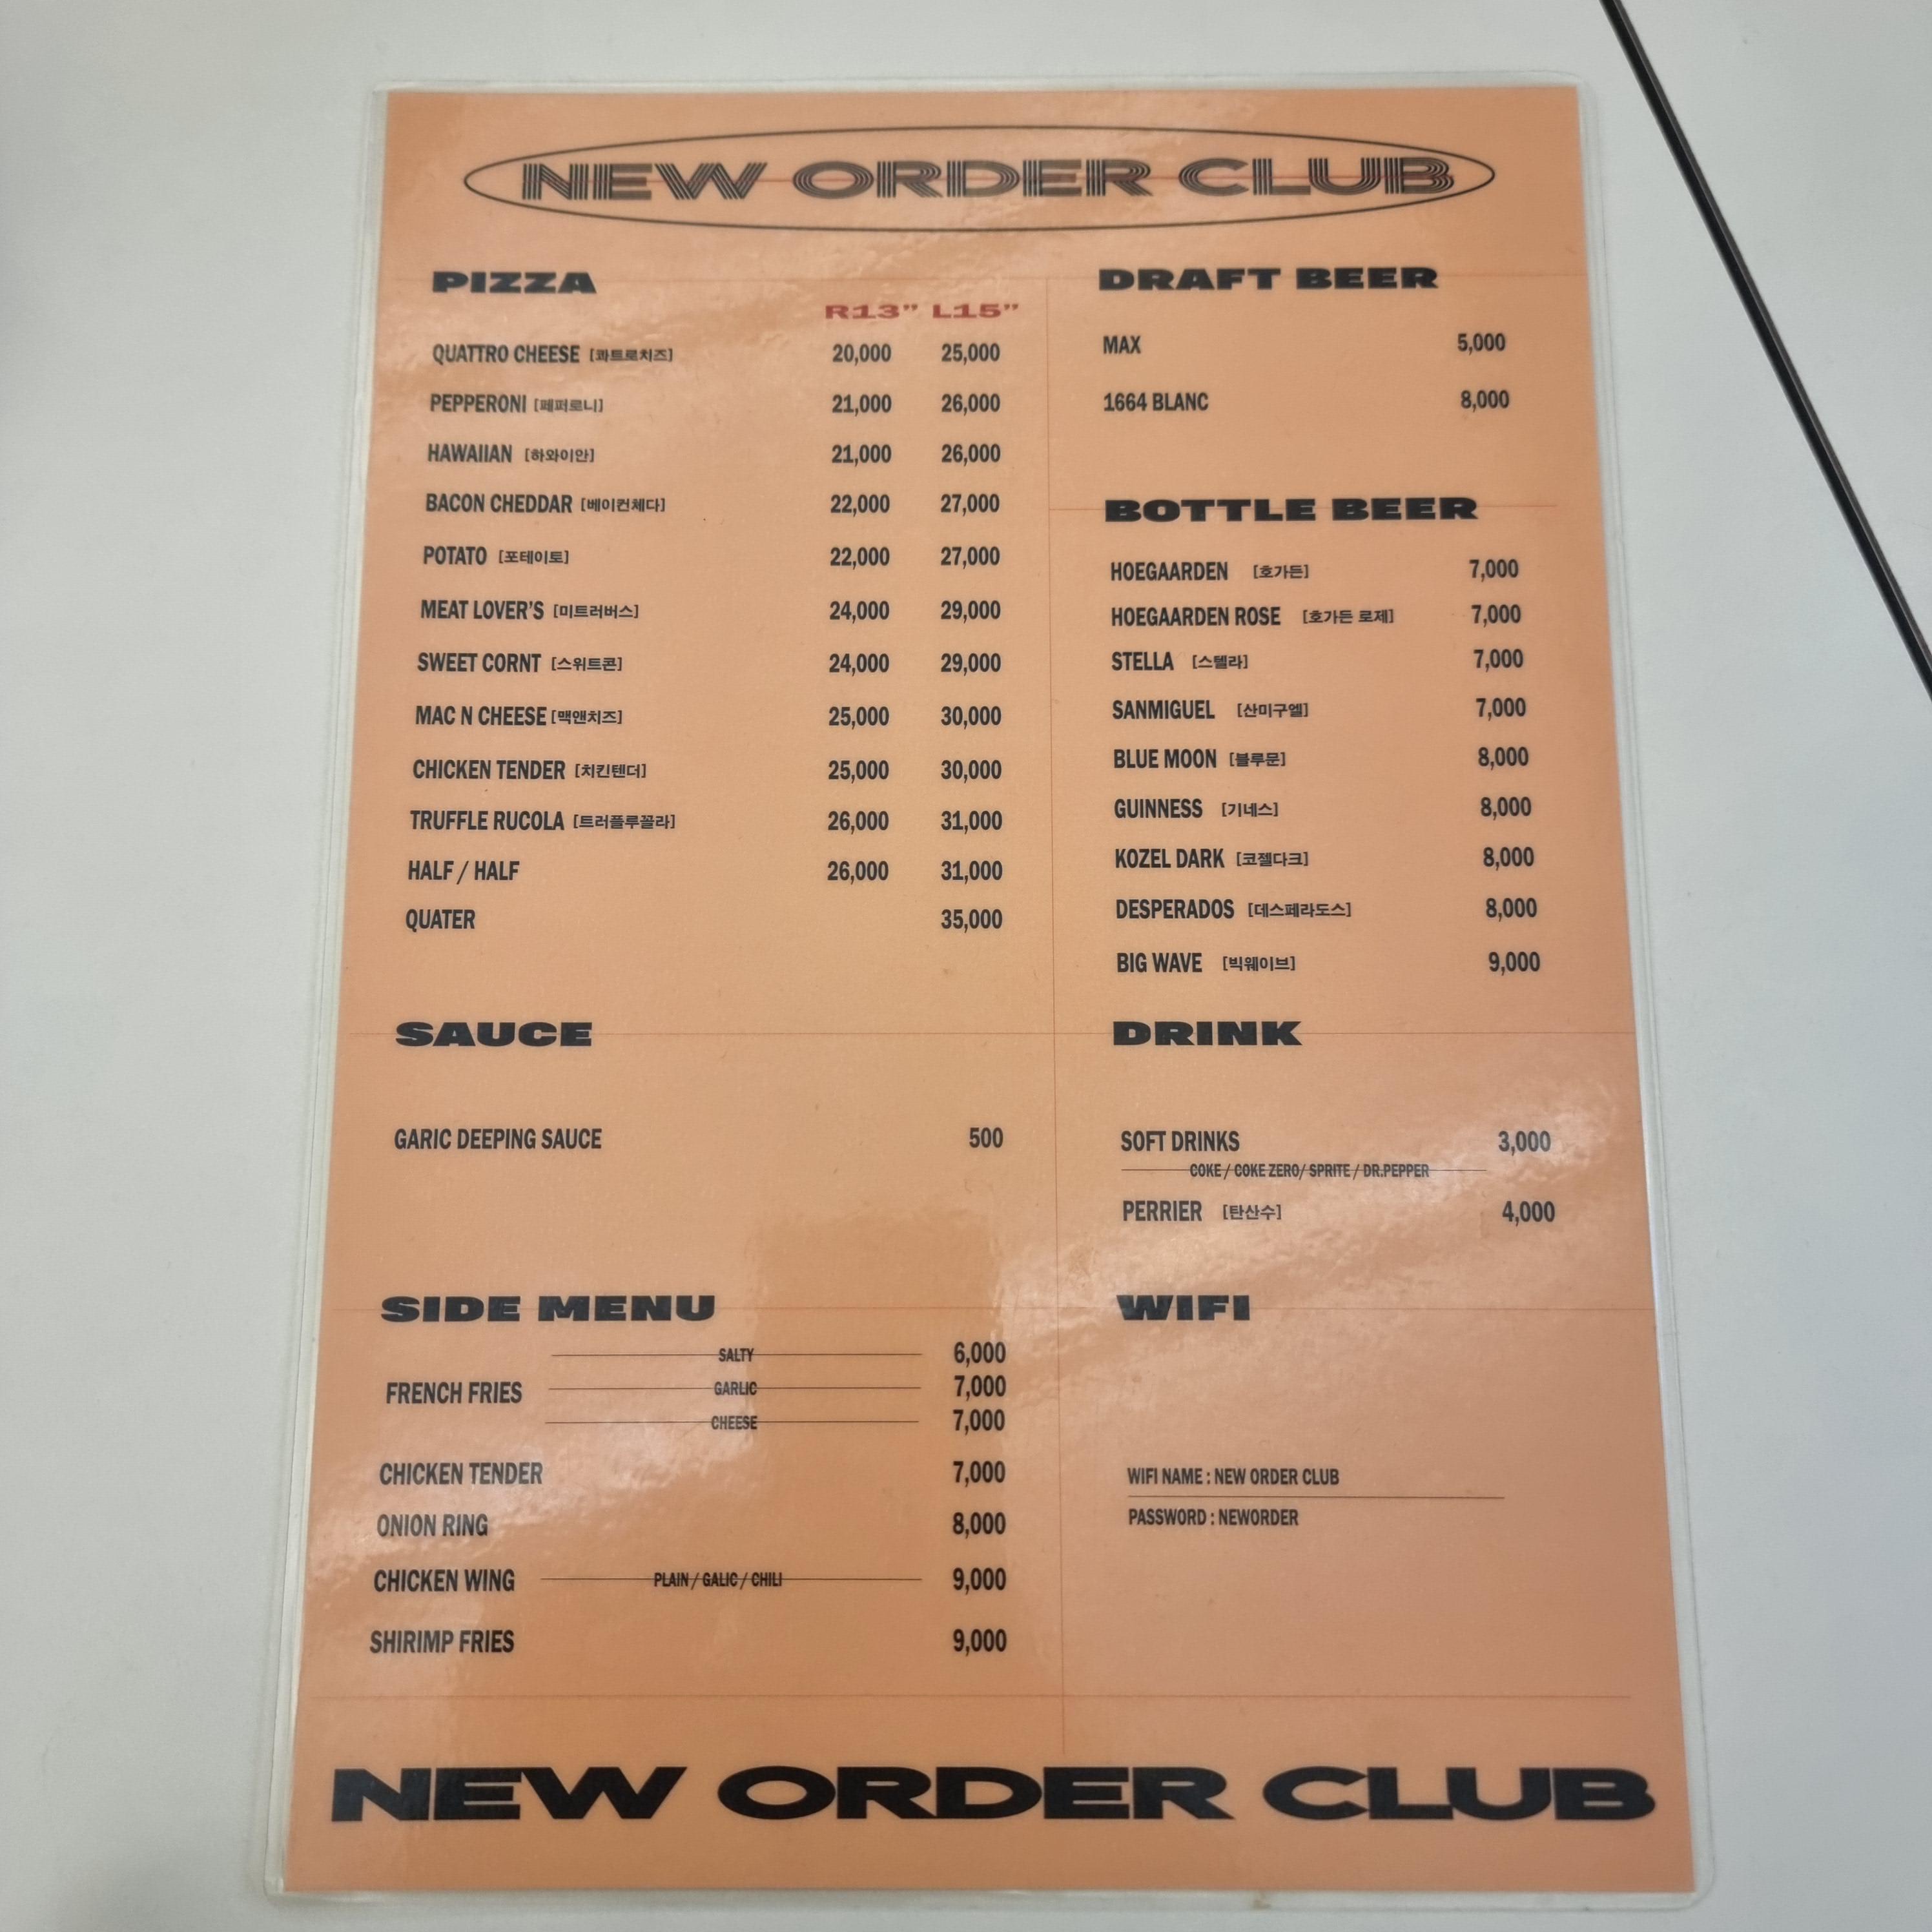 NEW ORDER CLUB
PIZZA
R13” L15”
QUATTRO CHEESE [콰트로치즈] 20,000 25,000
PEPPERONI [페퍼로니] 21,000 26,000
HAWAIIAN [하와이안] 21,000 26,000
BACON CHEDDAR [베이컨체다] 22,000 27,000
POTATO [포테이토] 22,000 27,000
MEAT LOVER’S [미트러버스] 24,000 29,000
SWEET CORNT [스위트콘] 24,000 29,000
MAC N CHEESE [맥앤치즈] 25,000 30,000
CHICKEN TENDER [치킨텐더] 25,000 30,000
TRUFFLE RUCOLA [트러플루꼴라] 26,000 31,000
HALF / HALF 26,000 31,000
QUATER 35,000
SAUCE
GARIC DEEPING SAUCE 500
SIDE MENU
FRENCH FRIES
SALTY 6,000
GARLIC 7,000
CHEESE 7,000
CHICKEN TENDER 7,000
ONION RING 8,000
CHICKEN WING PLAIN / GALIC / CHILI 9,000
SHIRIMP FRIES 9,000
DRAFT BEER
MAX 5,000
1664 BLANC 8,000
BOTTLE BEER
HOEGAARDEN [호가든] 7,000
HOEGAARDEN ROSE [호가든 로제] 7,000
STELLA [스텔라] 7,000
SANMIGUEL [산미구엘] 7,000
BLUE MOON [블루문] 8,000
GUINNESS [기네스] 8,000
KOZEL DARK [코젤다크] 8,000
DESPERADOS [데스페라도스] 8,000
BIG WAVE [빅웨이브] 9,000
DRINK
SOFT DRINKS 3,000
COKE / COKE ZERO/ SPRITE / DR.PEPPER
PERRIER [탄산수] 4,000
WIFI
WIFI NAME : NEW ORDER CLUB
PASSWORD : NEWORDER
NEW ORDER CLUB